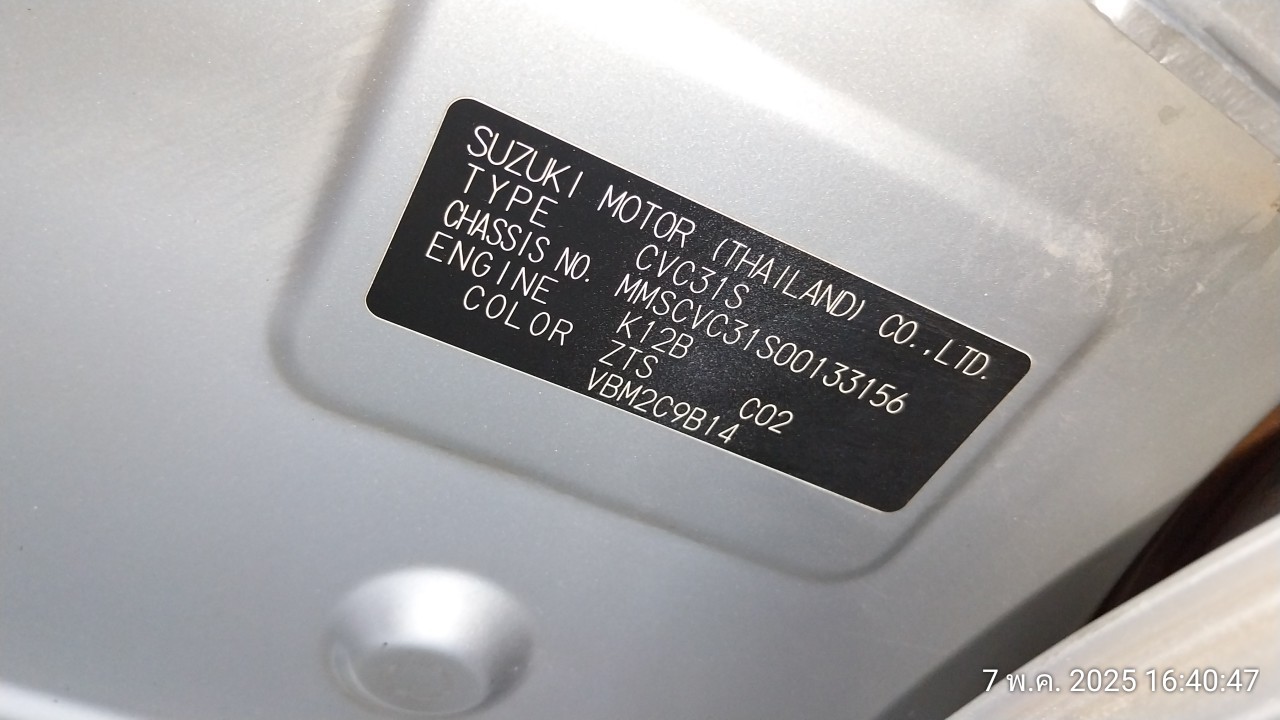 SUZUKI MOTOR (THAILAND) CO.,LTD.
TYPE CVC31S
CHASSIS NO. MMSCVC31S00133156
ENGINE K12B
COLOR ZTS C02
VBM2C9B14
7 พ.ค. 2025 16:40:47